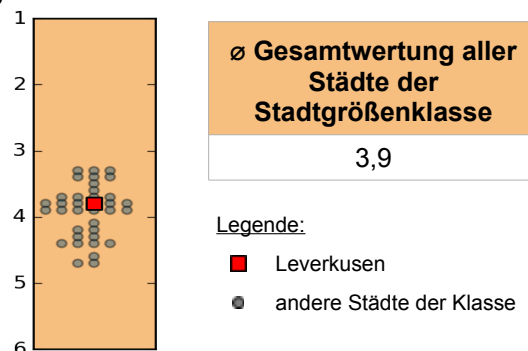 1
2
3
4
5
6
ø Gesamtwertung aller
Städte der
Stadtgrößenklasse
3,9
Legende:
Leverkusen
andere Städte der Klasse